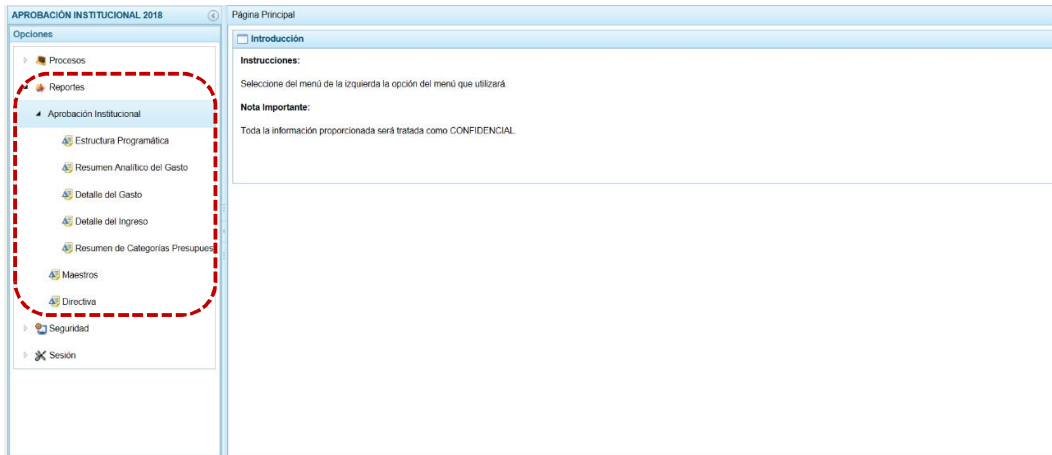 APROBACIÓN INSTITUCIONAL 2018
Opciones
Procesos
Reportes
Aprobación Institucional
Estructura Programática
Resumen Analítico del Gasto
Detalle del Gasto
Detalle del Ingreso
Resumen de Categorías Presupues
Maestros
Directiva
Seguridad
Sesión
Página Principal
Introducción
Instrucciones:
Seleccione del menú de la izquierda la opción del menú que utilizará.
Nota Importante:
Toda la información proporcionada será tratada como CONFIDENCIAL.